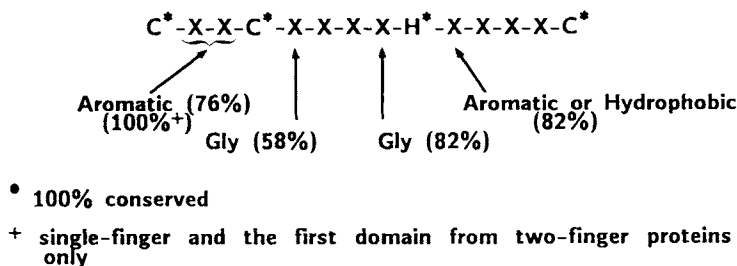 C*-X-X-C*-X-X-X-X-H*-X-X-X-X-C*
Aromatic (76%)
(100%+)
Gly (58%)
Gly (82%)
Aromatic or Hydrophobic
(82%)
• 100% conserved
+ single-finger and the first domain from two-finger proteins
only